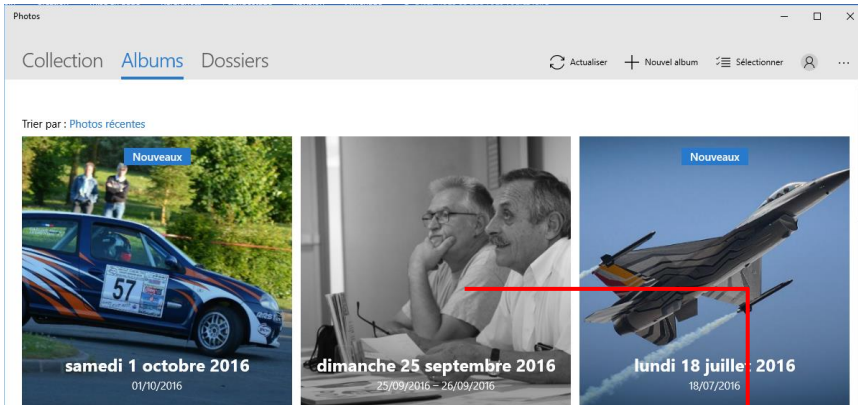 Photos
Collection Albums Dossiers
Actualiser Nouvel album Sélectionner ...
Trier par : Photos récentes
Nouveaux Nouveaux
57
samedi 1 octobre 2016 dimanche 25 septembre 2016 lundi 18 juillet 2016
01/10/2016 25/09/2016 – 26/09/2016 18/07/2016